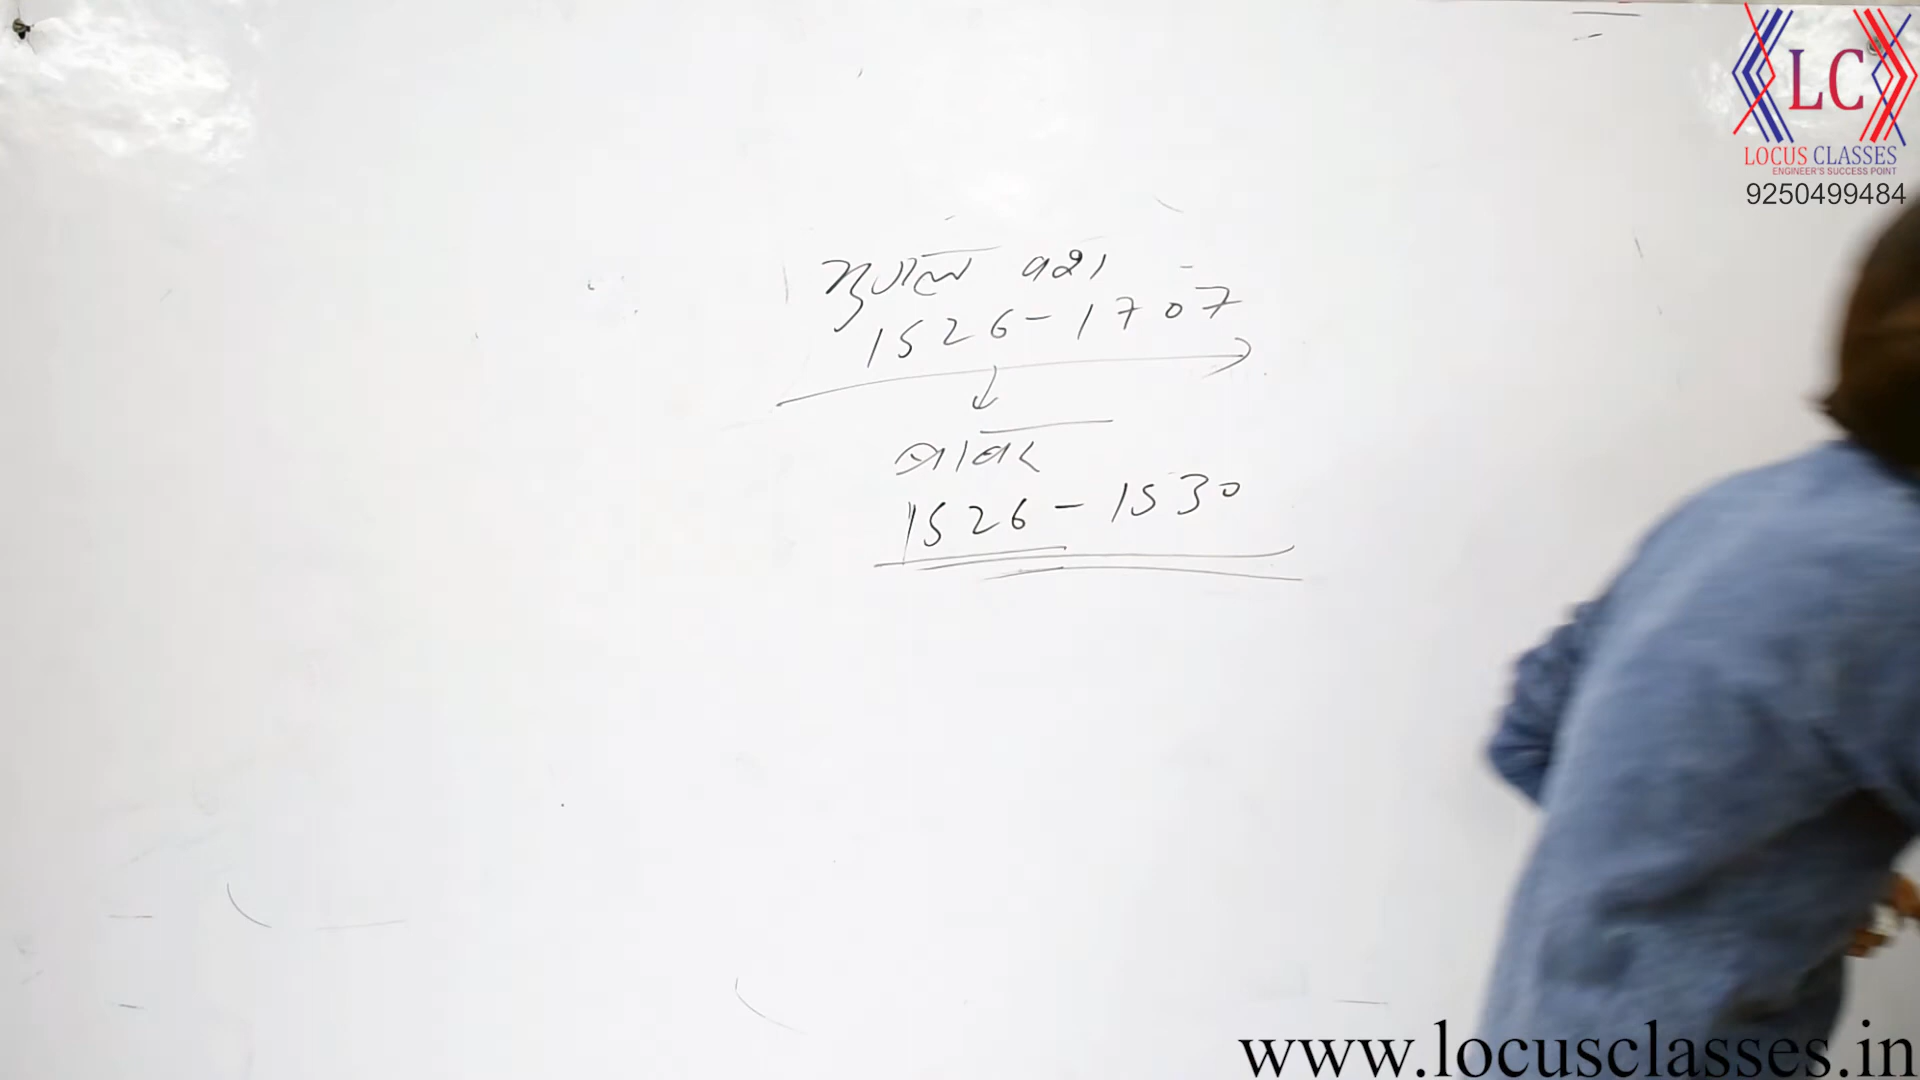 मुगल वंश
1526 - 1707
बाबर
1526 - 1530
LC
LOCUS CLASSES
ENGINEER'S SUCCESS POINT
9250499484
www.locusclasses.in